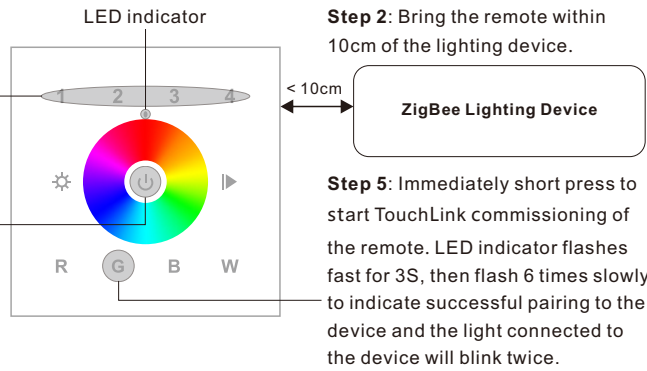 LED indicator
Step 2: Bring the remote within
10cm of the lighting device.
1 2 3 4
< 10cm
ZigBee Lighting Device
Step 5: Immediately short press to
start TouchLink commissioning of
the remote. LED indicator flashes
fast for 3S, then flash 6 times slowly
to indicate successful pairing to the
device and the light connected to
the device will blink twice.
R G B W